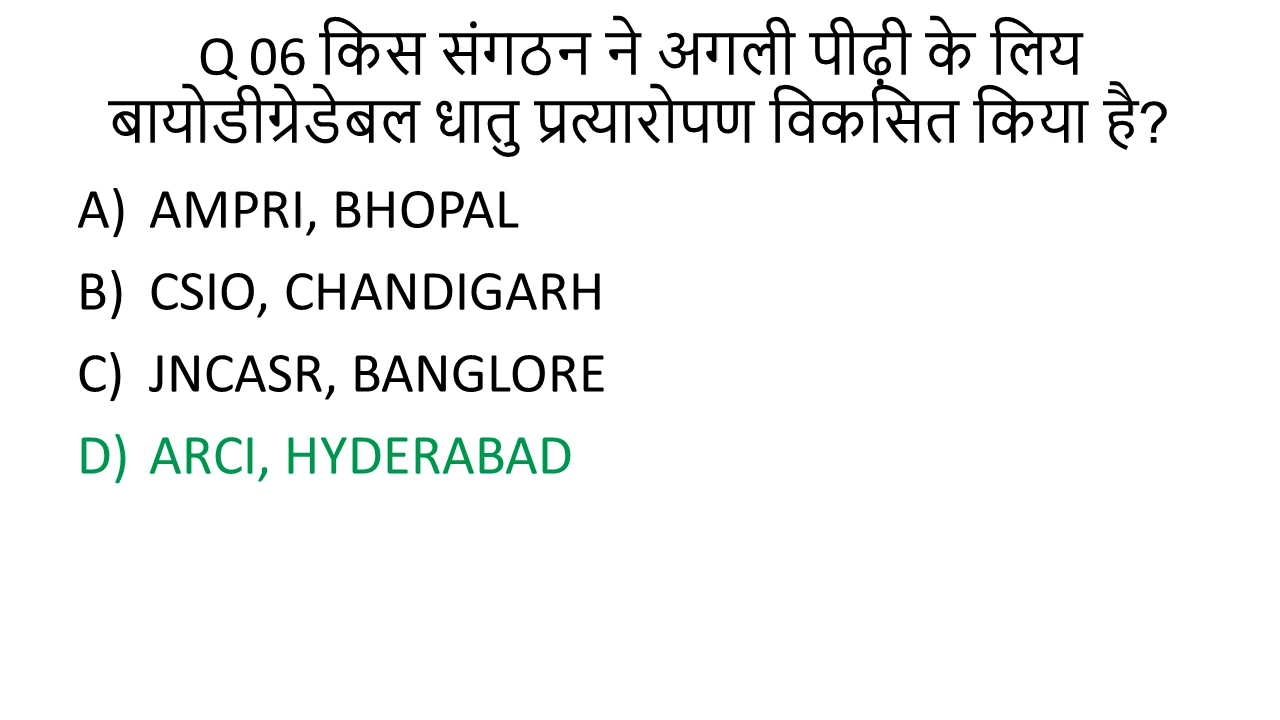 Q 06 किस संगठन ने अगली पीढ़ी के लिय
बायोडीग्रेडेबल धातु प्रत्यारोपण विकसित किया है?
A) AMPRI, BHOPAL
B) CSIO, CHANDIGARH
C) JNCASR, BANGLORE
D) ARCI, HYDERABAD